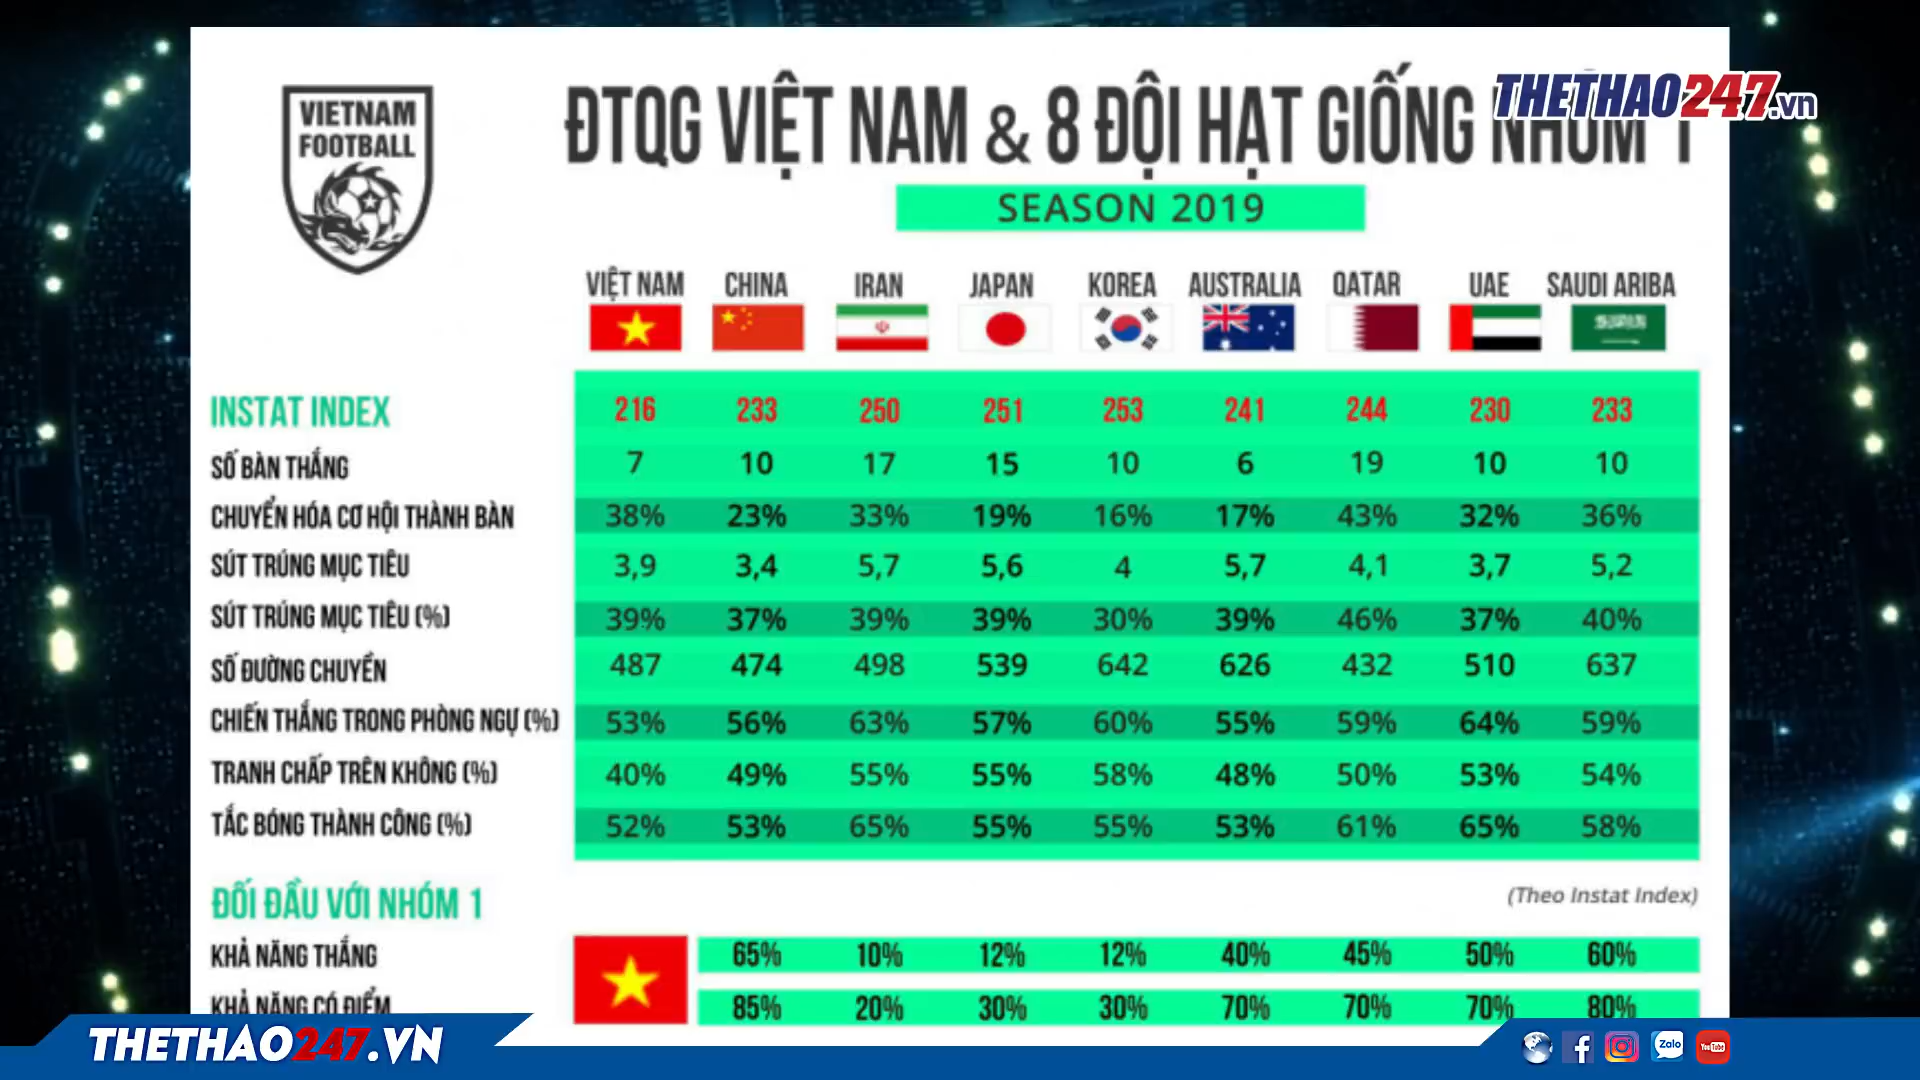 VIETNAM
FOOTBALL
ĐTQG VIỆT NAM & 8 ĐỘI HẠT GIỐNG NHÓM 1
THETHAO247.vn
SEASON 2019
VIỆT NAM CHINA IRAN JAPAN KOREA AUSTRALIA QATAR UAE SAUDI ARIBA
INSTAT INDEX 216 233 250 251 253 241 244 230 233
SỐ BÀN THẮNG 7 10 17 15 10 6 19 10 10
CHUYỂN HÓA CƠ HỘI THÀNH BÀN 38% 23% 33% 19% 16% 17% 43% 32% 36%
SÚT TRÚNG MỤC TIÊU 3,9 3,4 5,7 5,6 4 5,7 4,1 3,7 5,2
SÚT TRÚNG MỤC TIÊU (%) 39% 37% 39% 39% 30% 39% 46% 37% 40%
SỐ ĐƯỜNG CHUYỀN 487 474 498 539 642 626 432 510 637
CHIẾN THẮNG TRONG PHÒNG NGỰ (%) 53% 56% 63% 57% 60% 55% 59% 64% 59%
TRANH CHẤP TRÊN KHÔNG (%) 40% 49% 55% 55% 58% 48% 50% 53% 54%
TẮC BÓNG THÀNH CÔNG (%) 52% 53% 65% 55% 55% 53% 61% 65% 58%
ĐỐI ĐẦU VỚI NHÓM 1
(Theo Instat Index)
KHẢ NĂNG THẮNG 65% 10% 12% 12% 40% 45% 50% 60%
KHẢ NĂNG CÓ ĐIỂM 85% 20% 30% 30% 70% 70% 70% 80%
THETHAO247.VN
Zalo
YouTube